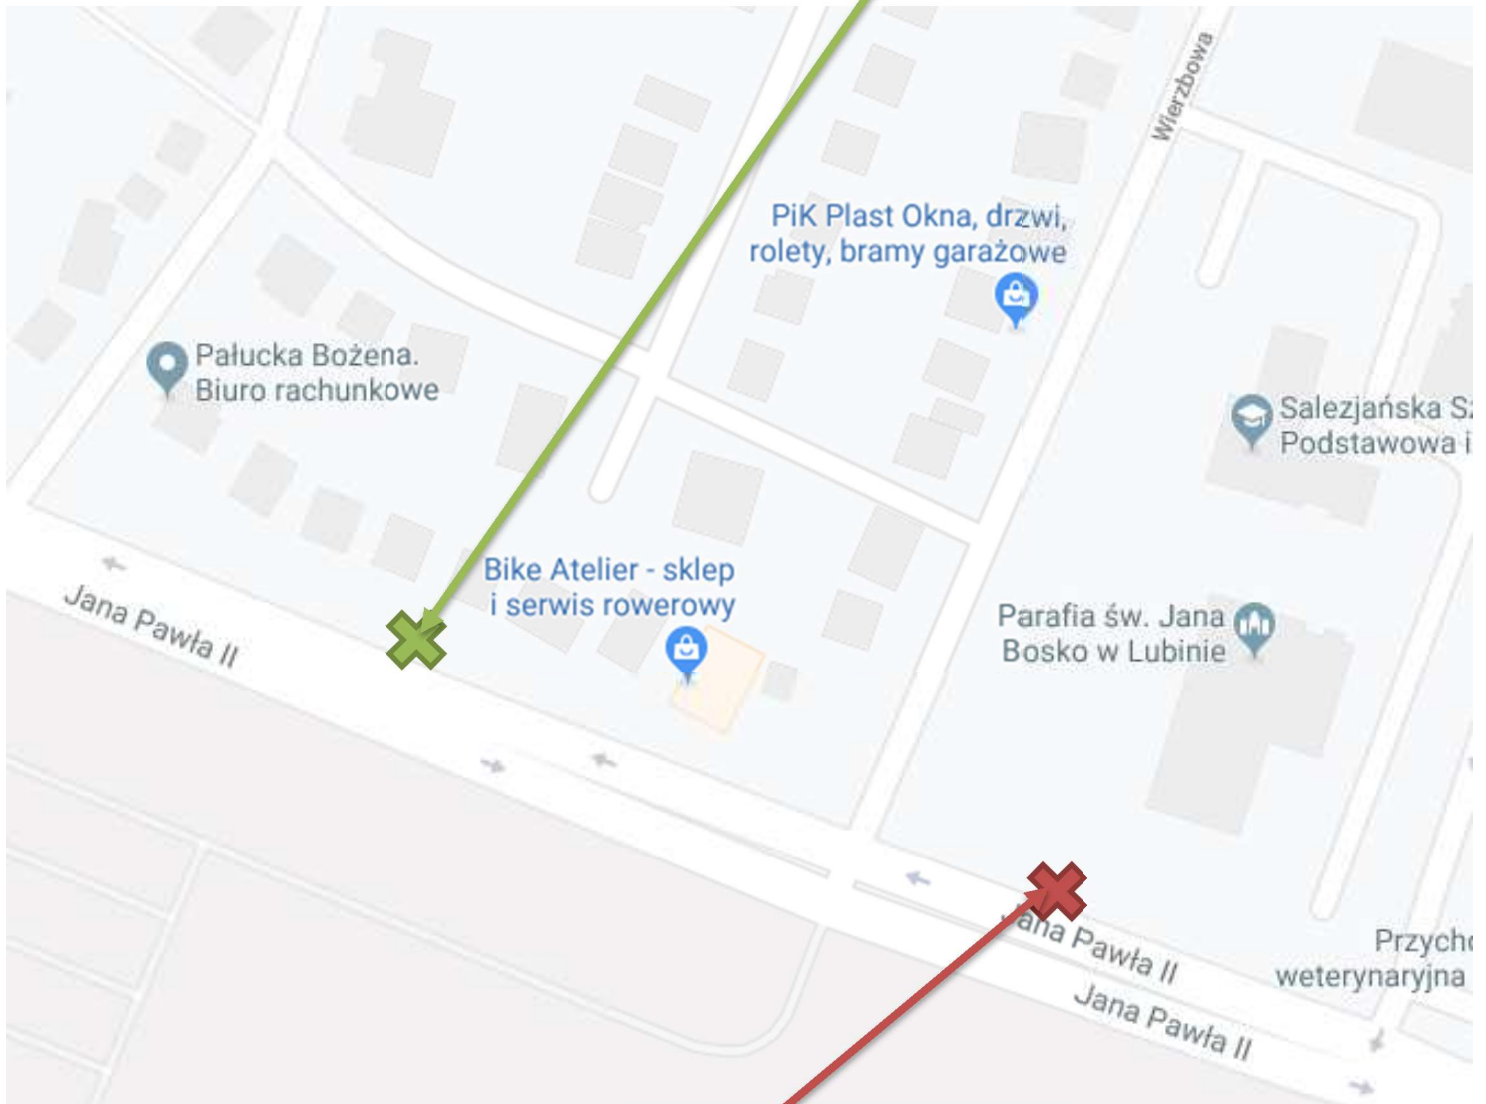 Wierzbowa
PiK Plast Okna, drzwi,
rolety, bramy garażowe
Pałucka Bożena.
Biuro rachunkowe
Salezjańska
Podstawowa i
Bike Atelier - sklep
i serwis rowerowy
Jana Pawła II
Parafia św. Jana
Bosko w Lubinie
Jana Pawła II
weterynaryjna
Jana Pawła II